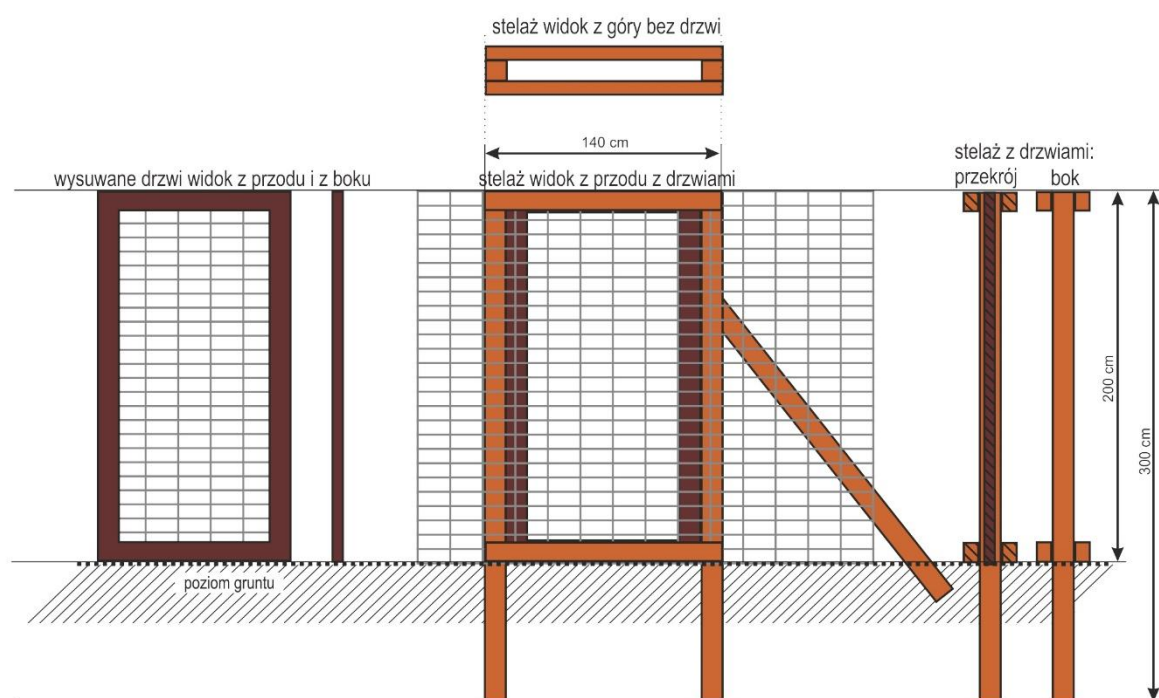 stelaż widok z góry bez drzwi
140 cm
wysuwane drzwi widok z przodu i z boku
stelaż widok z przodu z drzwiami
stelaż z drzwiami:
przekrój bok
200 cm
300 cm
poziom gruntu